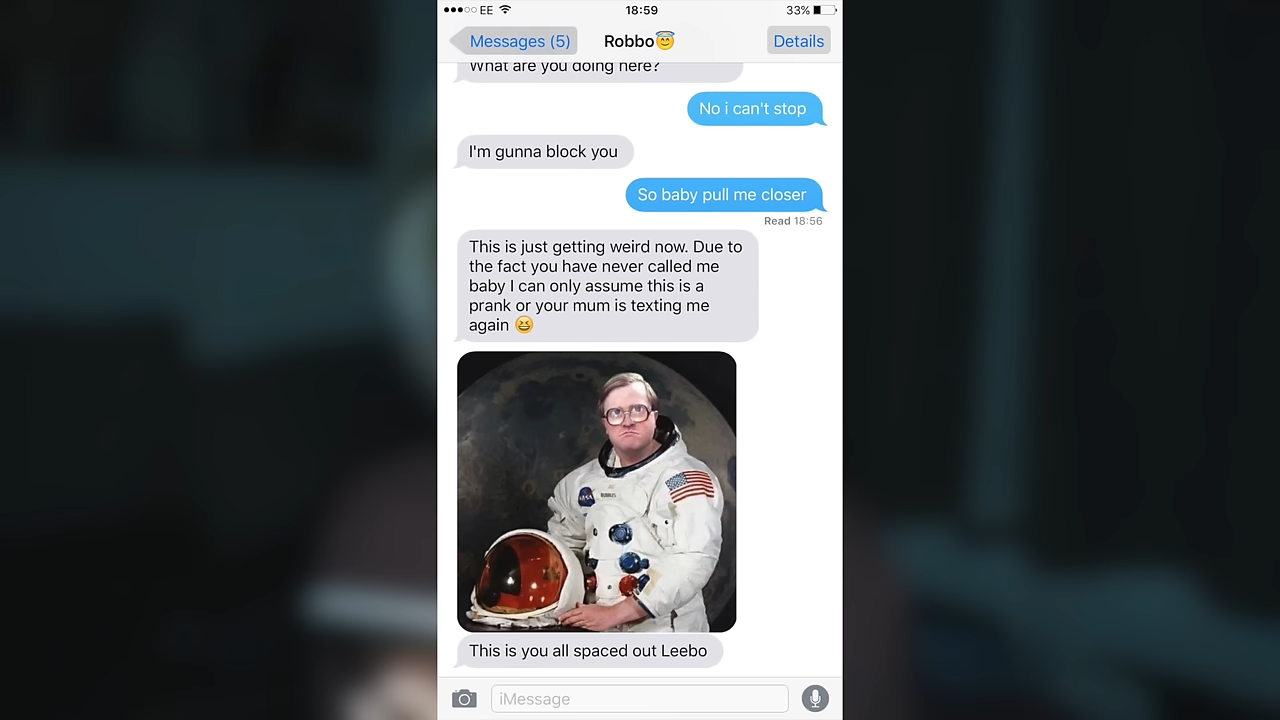 EE 18:59 33%
Messages (5) Robbo😇 Details
What are you doing here?
No i can't stop
I'm gunna block you
So baby pull me closer
Read 18:56
This is just getting weird now. Due to
the fact you have never called me
baby I can only assume this is a
prank or your mum is texting me
again 😆
NASA
This is you all spaced out Leebo
iMessage